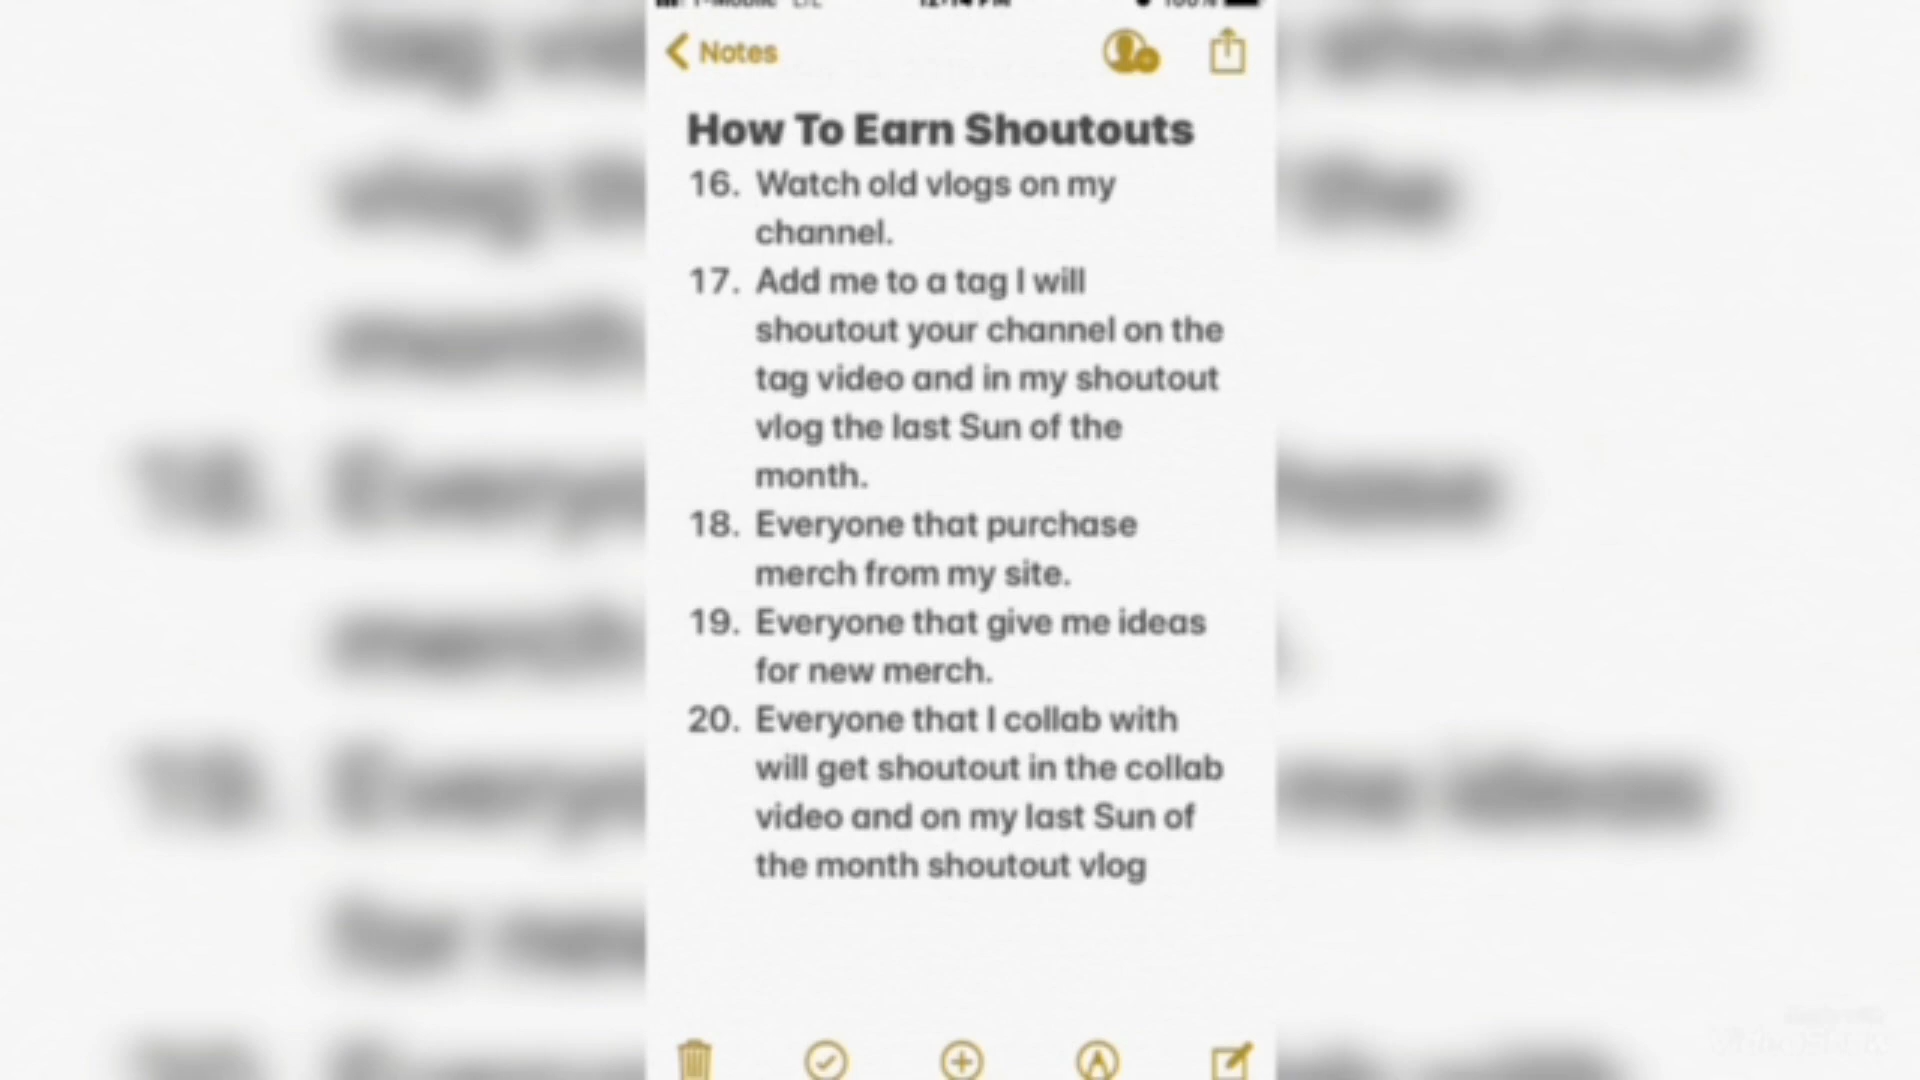 Notes
How To Earn Shoutouts
16. Watch old vlogs on my
channel.
17. Add me to a tag I will
shoutout your channel on the
tag video and in my shoutout
vlog the last Sun of the
month.
18. Everyone that purchase
merch from my site.
19. Everyone that give me ideas
for new merch.
20. Everyone that I collab with
will get shoutout in the collab
video and on my last Sun of
the month shoutout vlog